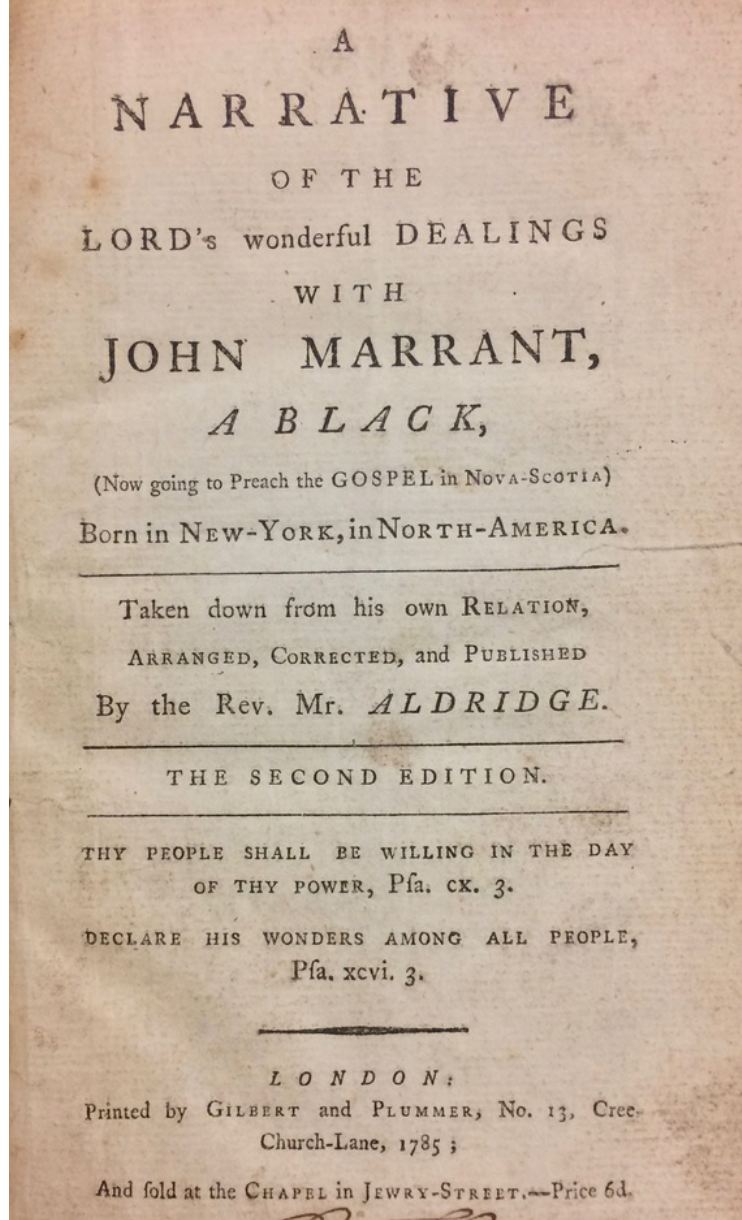 A
NARRATIVE
OF THE
LORD's wonderful DEALINGS
WITH
JOHN MARRANT,
A BLACK,
(Now going to Preach the GOSPEL in NOVA-SCOTIA)
Born in NEW-YORK, in NORTH-AMERICA.
Taken down from his own RELATION,
ARRANGED, CORRECTED, and PUBLISHED
By the Rev. Mr. ALDRIDGE.
THE SECOND EDITION.
THY PEOPLE SHALL BE WILLING IN THE DAY
OF THY POWER, Pſa. CX. 3.
DECLARE HIS WONDERS AMONG ALL PEOPLE,
Pſa. xcvi. 3.
LONDON:
Printed by GILBERT and PLUMMER, No. 13, Cree-
Church-Lane, 1785 ;
And ſold at the CHAPEL in JEWRY-STREET.—Price 6d.